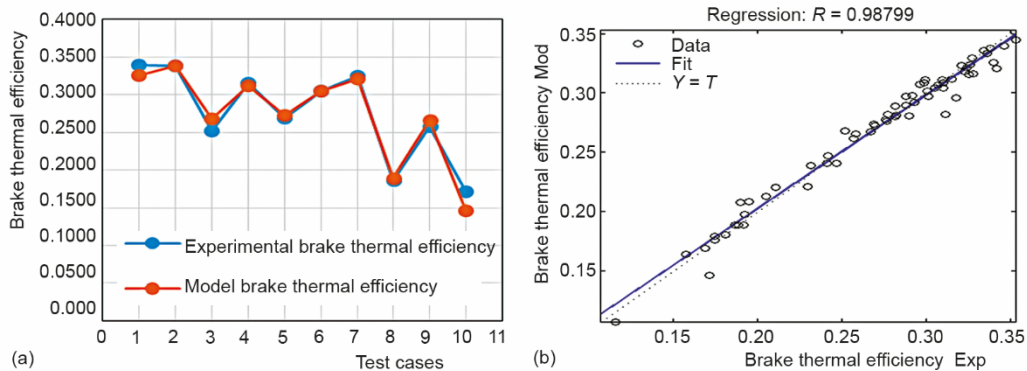 Brake thermal efficiency
0.4000
0.3500
0.3000
0.2500
0.2000
0.1500
0.1000
0.0500
0.000
Experimental brake thermal efficiency
Model brake thermal efficiency
0 1 2 3 4 5 6 7 8 9 10 11
Test cases
(a)
Regression: R = 0.98799
Brake thermal efficiency Mod
0.35
0.30
0.25
0.20
0.15
Data
Fit
Y = T
0.1 0.15 0.20 0.25 0.30 0.35
Brake thermal efficiency Exp
(b)